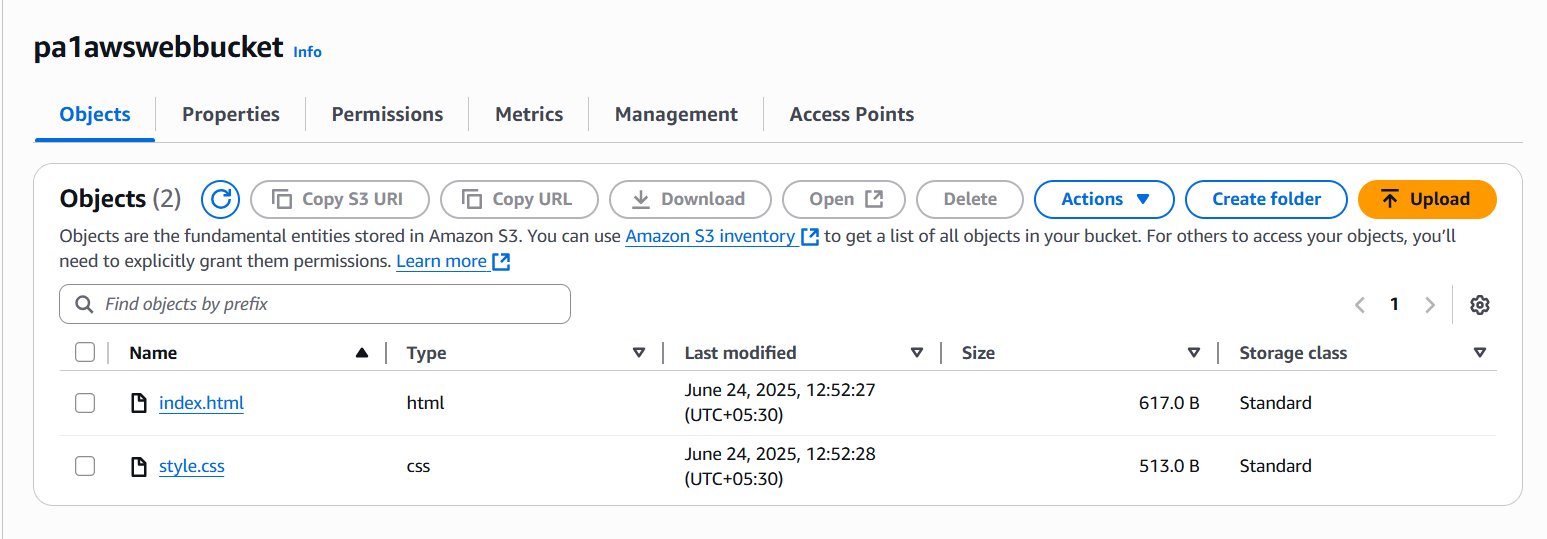 pa1awswebbucket Info
Objects Properties Permissions Metrics Management Access Points
Objects (2) Copy S3 URI Copy URL Download Open Delete Actions Create folder Upload
Objects are the fundamental entities stored in Amazon S3. You can use Amazon S3 inventory to get a list of all objects in your bucket. For others to access your objects, you’ll
need to explicitly grant them permissions. Learn more
Find objects by prefix 1
Name Type Last modified Size Storage class
index.html html June 24, 2025, 12:52:27 (UTC+05:30) 617.0 B Standard
style.css css June 24, 2025, 12:52:28 (UTC+05:30) 513.0 B Standard